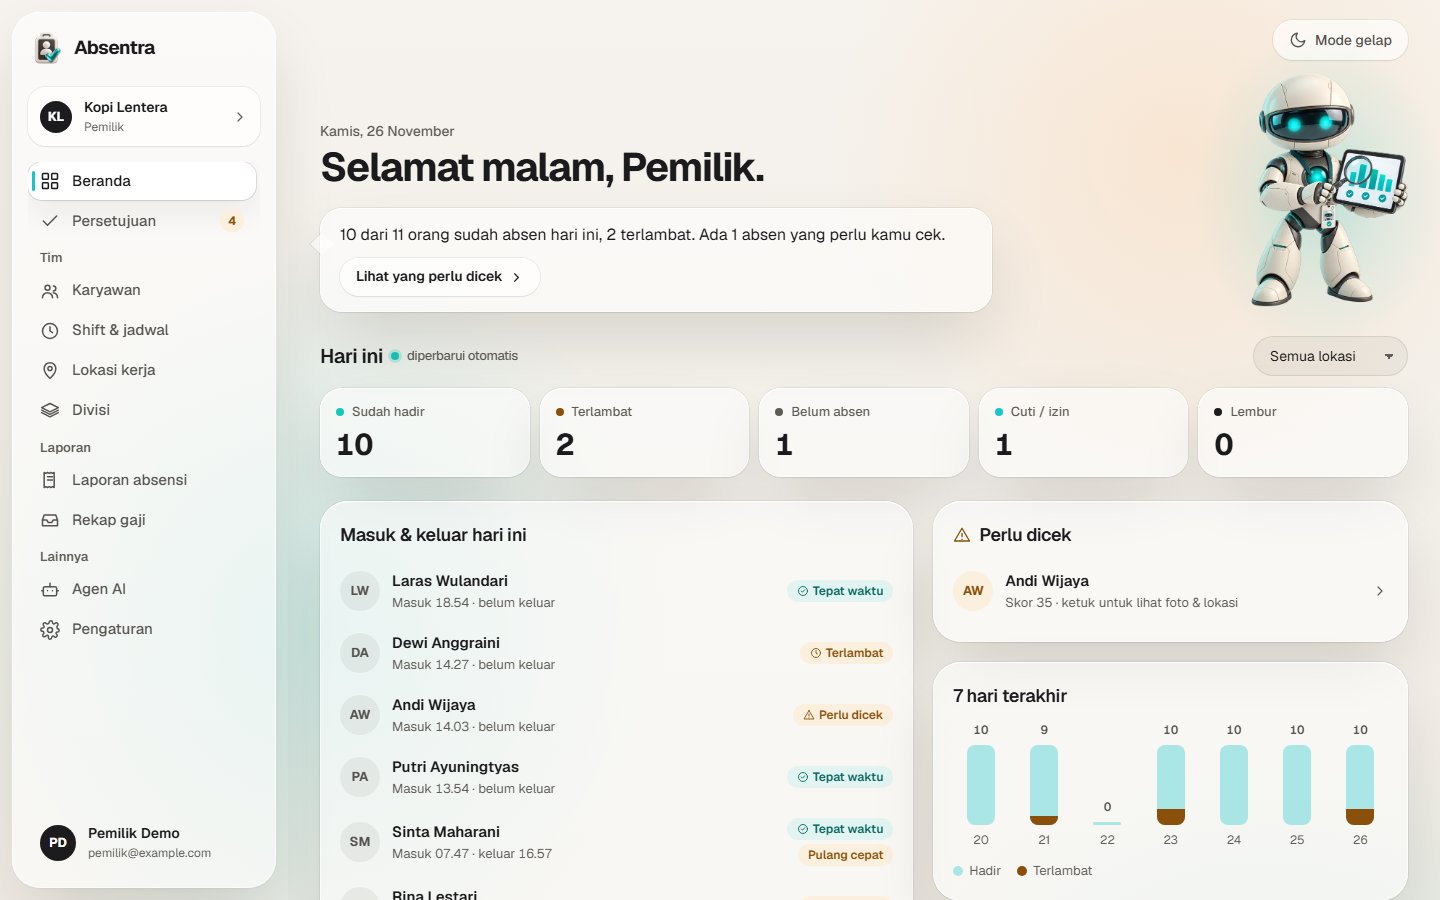 Absentra
KL
Kopi Lentera
Pemilik
Beranda
Persetujuan 4
Tim
Karyawan
Shift & jadwal
Lokasi kerja
Divisi
Laporan
Laporan absensi
Rekap gaji
Lainnya
Agen AI
Pengaturan
PD
Pemilik Demo
pemilik@example.com
Mode gelap
Kamis, 26 November
Selamat malam, Pemilik.
10 dari 11 orang sudah absen hari ini, 2 terlambat. Ada 1 absen yang perlu kamu cek.
Lihat yang perlu dicek
Hari ini diperbarui otomatis
Semua lokasi
Sudah hadir
10
Terlambat
2
Belum absen
1
Cuti / izin
1
Lembur
0
Masuk & keluar hari ini
LW
Laras Wulandari
Masuk 18.54 · belum keluar
Tepat waktu
DA
Dewi Anggraini
Masuk 14.27 · belum keluar
Terlambat
AW
Andi Wijaya
Masuk 14.03 · belum keluar
Perlu dicek
PA
Putri Ayuningtyas
Masuk 13.54 · belum keluar
Tepat waktu
SM
Sinta Maharani
Masuk 07.47 · keluar 16.57
Tepat waktu
Pulang cepat
Rina Lestari
Perlu dicek
AW
Andi Wijaya
Skor 35 · ketuk untuk lihat foto & lokasi
7 hari terakhir
10 9 0 10 10 10 10
20 21 22 23 24 25 26
Hadir Terlambat